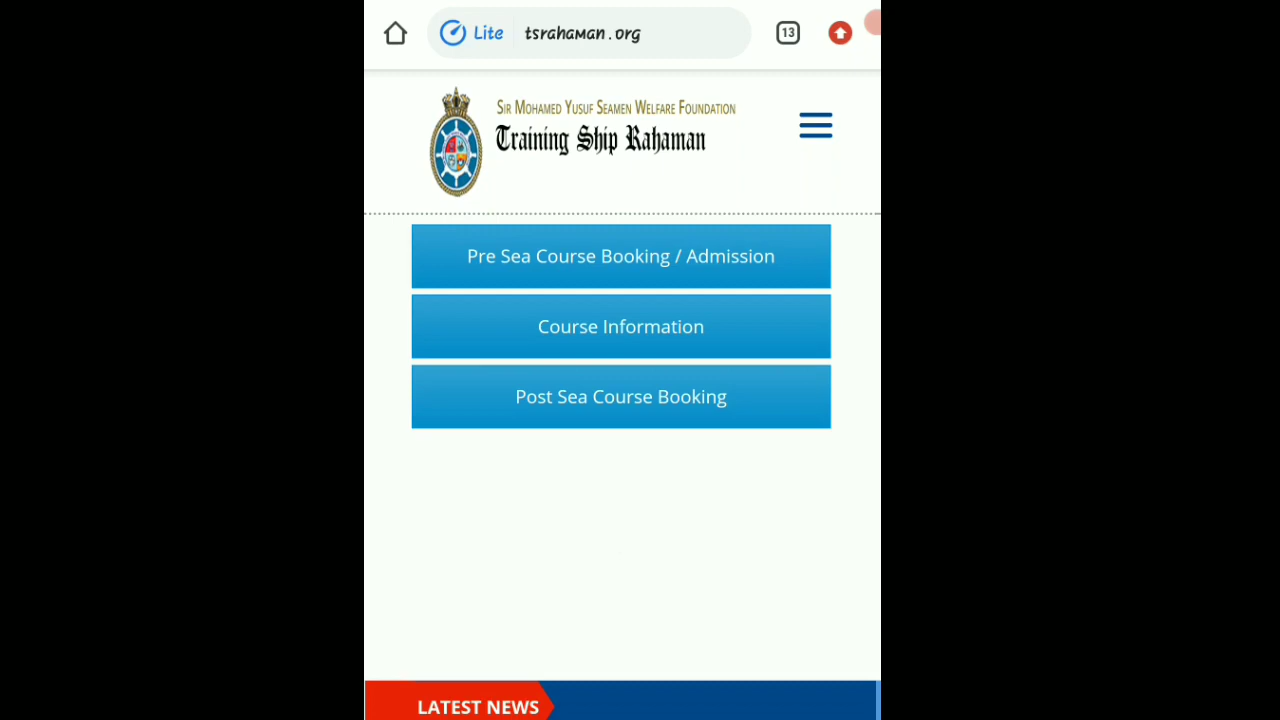 Lite tsrahaman.org 13
Sir Mohamed Yusuf Seamen Welfare Foundation
Training Ship Rahaman
Pre Sea Course Booking / Admission
Course Information
Post Sea Course Booking
LATEST NEWS